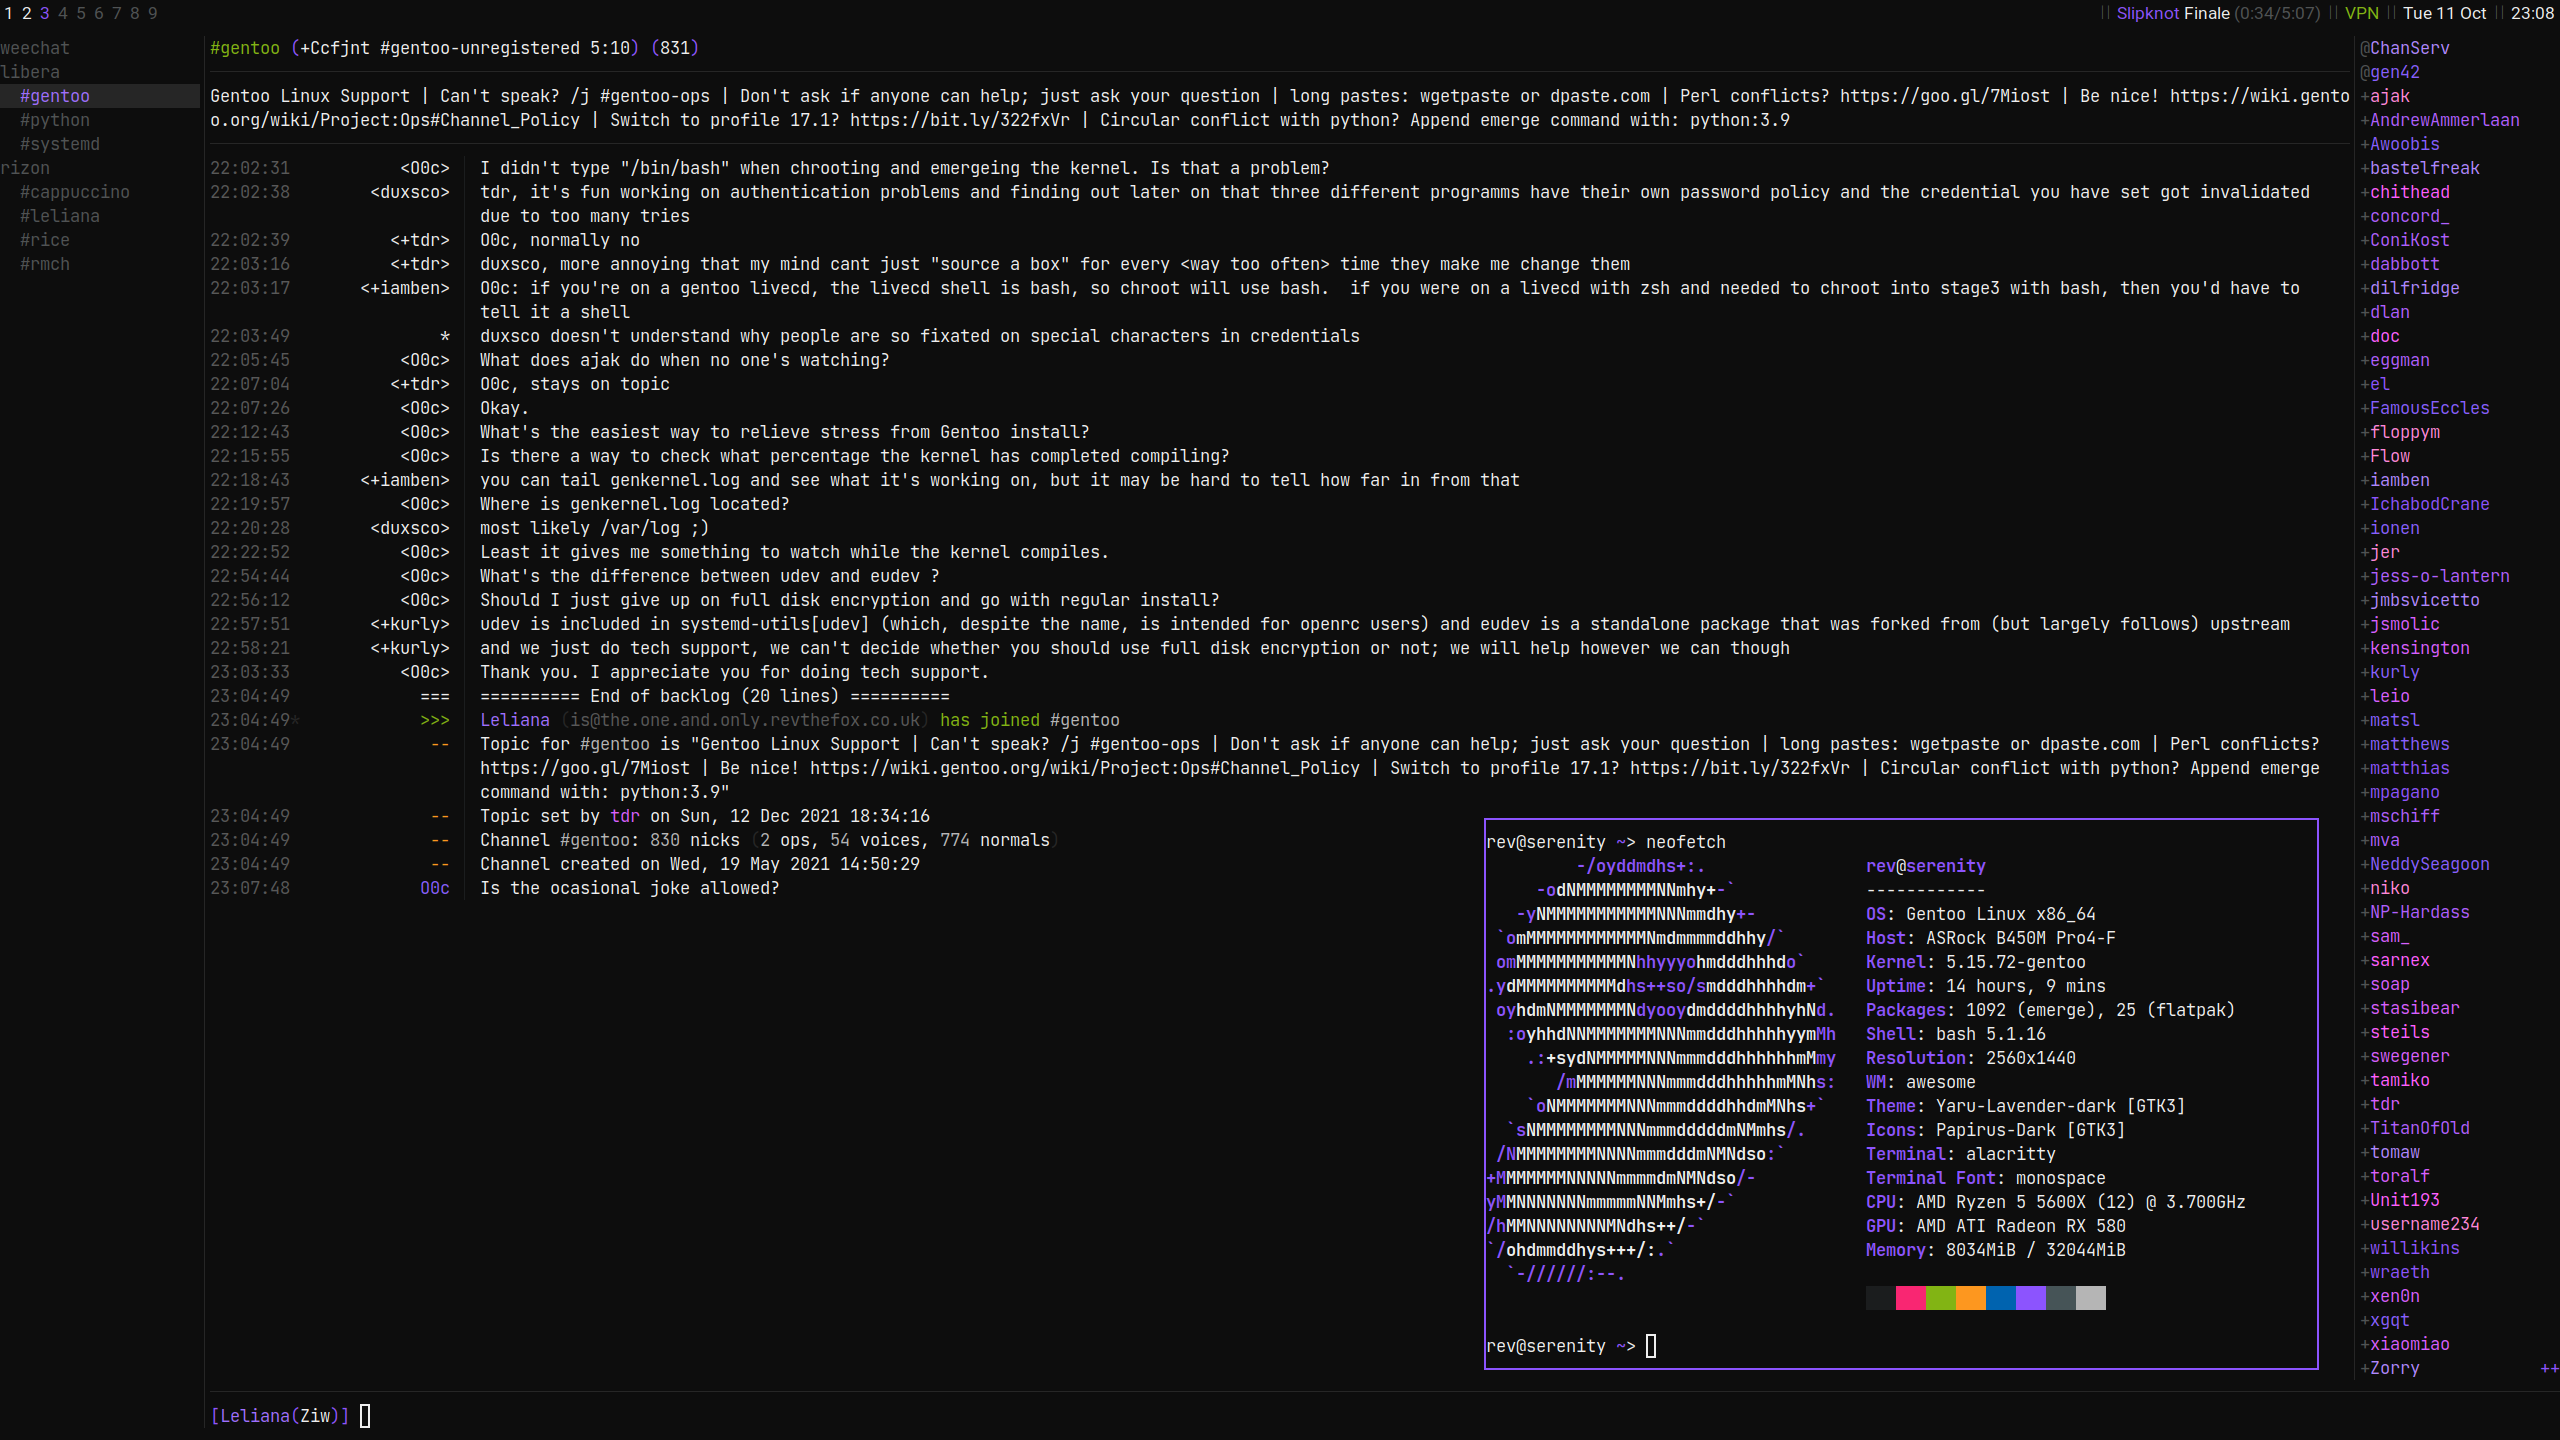 1 2 3 4 5 6 7 8 9
|| Slipknot Finale (0:34/5:07) || VPN || Tue 11 Oct || 23:08
weechat
libera
#gentoo
#python
#systemd
rizon
#cappuccino
#leliana
#rice
#rmch
#gentoo (+Ccfjnt #gentoo-unregistered 5:10) (831)
Gentoo Linux Support | Can't speak? /j #gentoo-ops | Don't ask if anyone can help; just ask your question | long pastes: wgetpaste or dpaste.com | Perl conflicts? https://goo.gl/7Miost | Be nice! https://wiki.gento
o.org/wiki/Project:Ops#Channel_Policy | Switch to profile 17.1? https://bit.ly/322fxVr | Circular conflict with python? Append emerge command with: python:3.9
22:02:31 <O0c> I didn't type "/bin/bash" when chrooting and emergeing the kernel. Is that a problem?
22:02:38 <duxsco> tdr, it's fun working on authentication problems and finding out later on that three different programms have their own password policy and the credential you have set got invalidated
due to too many tries
22:02:39 <+tdr> O0c, normally no
22:03:16 <+tdr> duxsco, more annoying that my mind cant just "source a box" for every <way too often> time they make me change them
22:03:17 <+iamben> O0c: if you're on a gentoo livecd, the livecd shell is bash, so chroot will use bash.  if you were on a livecd with zsh and needed to chroot into stage3 with bash, then you'd have to
tell it a shell
22:03:49 * duxsco doesn't understand why people are so fixated on special characters in credentials
22:05:45 <O0c> What does ajak do when no one's watching?
22:07:04 <+tdr> O0c, stays on topic
22:07:26 <O0c> Okay.
22:12:43 <O0c> What's the easiest way to relieve stress from Gentoo install?
22:15:55 <O0c> Is there a way to check what percentage the kernel has completed compiling?
22:18:43 <+iamben> you can tail genkernel.log and see what it's working on, but it may be hard to tell how far in from that
22:19:57 <O0c> Where is genkernel.log located?
22:20:28 <duxsco> most likely /var/log ;)
22:22:52 <O0c> Least it gives me something to watch while the kernel compiles.
22:54:44 <O0c> What's the difference between udev and eudev ?
22:56:12 <O0c> Should I just give up on full disk encryption and go with regular install?
22:57:51 <+kurly> udev is included in systemd-utils[udev] (which, despite the name, is intended for openrc users) and eudev is a standalone package that was forked from (but largely follows) upstream
22:58:21 <+kurly> and we just do tech support, we can't decide whether you should use full disk encryption or not; we will help however we can though
23:03:33 <O0c> Thank you. I appreciate you for doing tech support.
23:04:49 === ========== End of backlog (20 lines) ==========
23:04:49* >>> Leliana (is@the.one.and.only.revthefox.co.uk) has joined #gentoo
23:04:49 -- Topic for #gentoo is "Gentoo Linux Support | Can't speak? /j #gentoo-ops | Don't ask if anyone can help; just ask your question | long pastes: wgetpaste or dpaste.com | Perl conflicts?
https://goo.gl/7Miost | Be nice! https://wiki.gentoo.org/wiki/Project:Ops#Channel_Policy | Switch to profile 17.1? https://bit.ly/322fxVr | Circular conflict with python? Append emerge
command with: python:3.9"
23:04:49 -- Topic set by tdr on Sun, 12 Dec 2021 18:34:16
23:04:49 -- Channel #gentoo: 830 nicks (2 ops, 54 voices, 774 normals)
23:04:49 -- Channel created on Wed, 19 May 2021 14:50:29
23:07:48 O0c Is the ocasional joke allowed?
[Leliana(Ziw)]
rev@serenity ~> neofetch
-/oyddmdhs+:.
-odNMMMMMMMMNNmhy+-`
-yNMMMMMMMMMMMNNNmmdhy+-
`omMMMMMMMMMMMMNmdmmmmddhhy/`
omMMMMMMMMMMMNhhyyyohmdddhhhdo`
.ydMMMMMMMMMMdhs++so/smdddhhhhdm+`
oyhdmNMMMMMMMNdyooydmddddhhhhyhNd.
:oyhhdNNMMMMMMMNNNmmdddhhhhhyymMh
.:+sydNMMMMMNNNmmmdddhhhhhhmMmy
/mMMMMMMNNNmmmdddhhhhhmMNhs:
`oNMMMMMMMNNNmmmddddhhdmMNhs+`
`sNMMMMMMMMNNNmmmdddddmNMmhs/.
/NMMMMMMMMNNNNmmmdddmNMNdso:`
+MMMMMMMNNNNNmmmmdmNMNdso/-
yMMNNNNNNNmmmmmNNMmhs+/-`
/hMMNNNNNNNNMNdhs++/-`
`/ohdmmddhys+++/:.`
`-//////:--.
rev@serenity
------------
OS: Gentoo Linux x86_64
Host: ASRock B450M Pro4-F
Kernel: 5.15.72-gentoo
Uptime: 14 hours, 9 mins
Packages: 1092 (emerge), 25 (flatpak)
Shell: bash 5.1.16
Resolution: 2560x1440
WM: awesome
Theme: Yaru-Lavender-dark [GTK3]
Icons: Papirus-Dark [GTK3]
Terminal: alacritty
Terminal Font: monospace
CPU: AMD Ryzen 5 5600X (12) @ 3.700GHz
GPU: AMD ATI Radeon RX 580
Memory: 8034MiB / 32044MiB
rev@serenity ~>
@ChanServ
@gen42
+ajak
+AndrewAmmerlaan
+Awoobis
+bastelfreak
+chithead
+concord_
+ConiKost
+dabbott
+dilfridge
+dlan
+doc
+eggman
+el
+FamousEccles
+floppym
+Flow
+iamben
+IchabodCrane
+ionen
+jer
+jess-o-lantern
+jmbsvicetto
+jsmolic
+kensington
+kurly
+leio
+matsl
+matthews
+matthias
+mpagano
+mschiff
+mva
+NeddySeagoon
+niko
+NP-Hardass
+sam_
+sarnex
+soap
+stasibear
+steils
+swegener
+tamiko
+tdr
+TitanOfOld
+tomaw
+toralf
+Unit193
+username234
+willikins
+wraeth
+xen0n
+xgqt
+xiaomiao
+Zorry ++